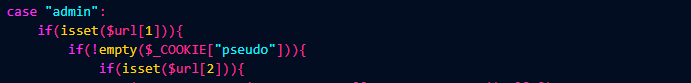 case "admin":
if(isset($url[1])){
if(!empty($_COOKIE["pseudo"])){
if(isset($url[2])){